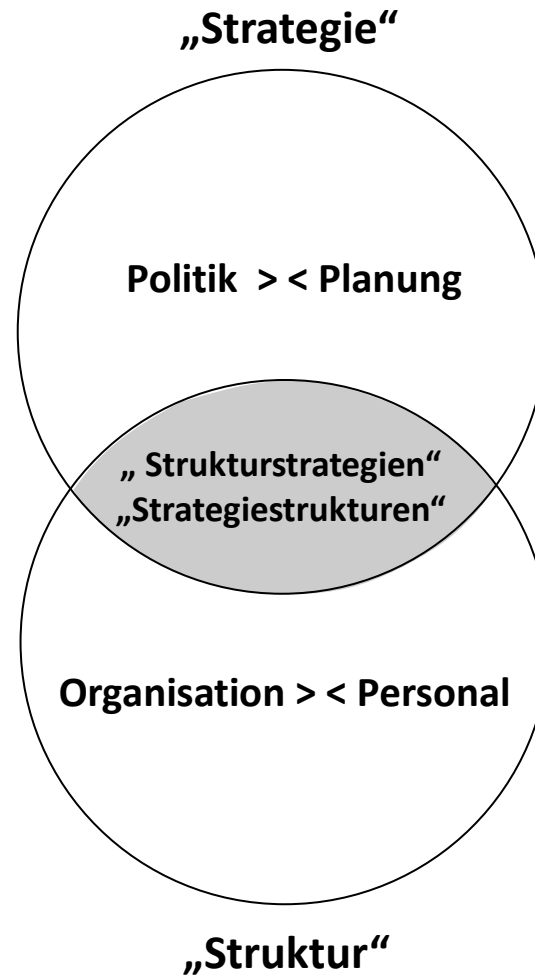 „Strategie“
Politik > < Planung
„ Strukturstrategien“
„Strategiestrukturen“
Organisation > < Personal
„Struktur“